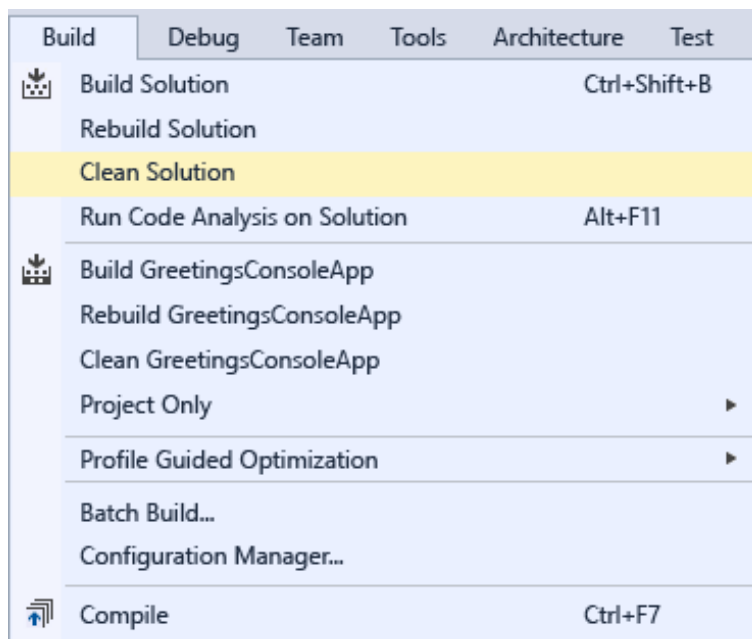 Build Debug Team Tools Architecture Test
Build Solution Ctrl+Shift+B
Rebuild Solution
Clean Solution
Run Code Analysis on Solution Alt+F11
Build GreetingsConsoleApp
Rebuild GreetingsConsoleApp
Clean GreetingsConsoleApp
Project Only
Profile Guided Optimization
Batch Build...
Configuration Manager...
Compile Ctrl+F7